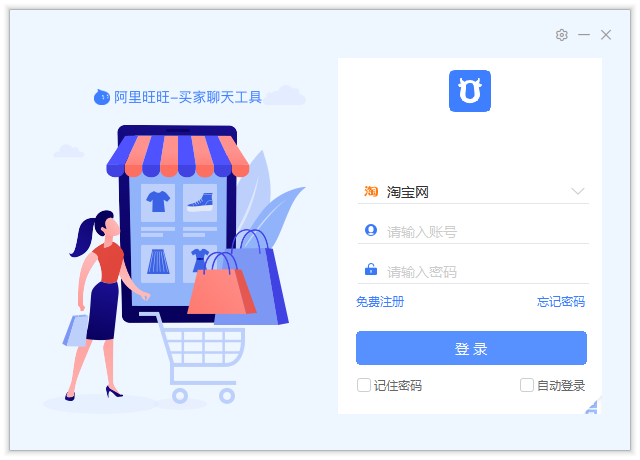 阿里旺旺-买家聊天工具
淘 淘宝网
请输入账号
请输入密码
免费注册 忘记密码
登录
记住密码 自动登录